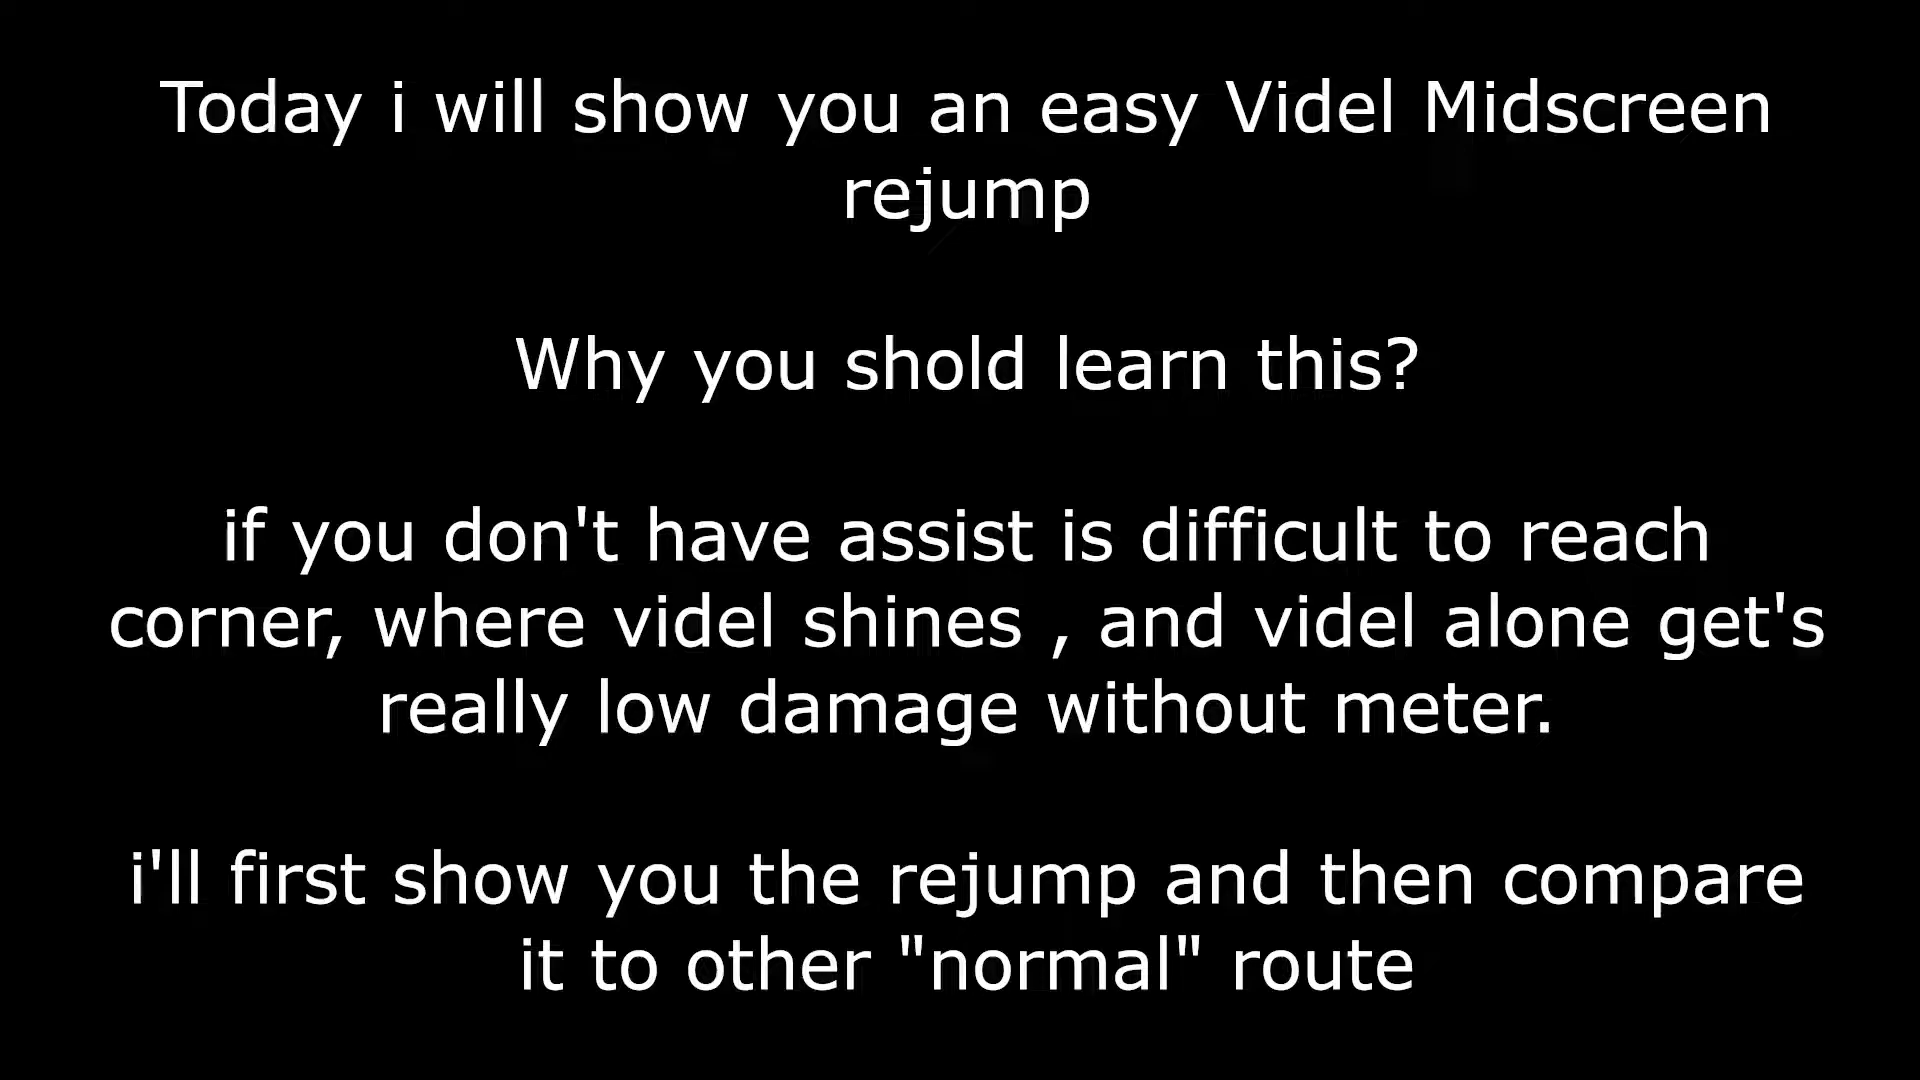 Today i will show you an easy Videl Midscreen
rejump
Why you shold learn this?
if you don't have assist is difficult to reach
corner, where videl shines , and videl alone get's
really low damage without meter.
i'll first show you the rejump and then compare
it to other "normal" route